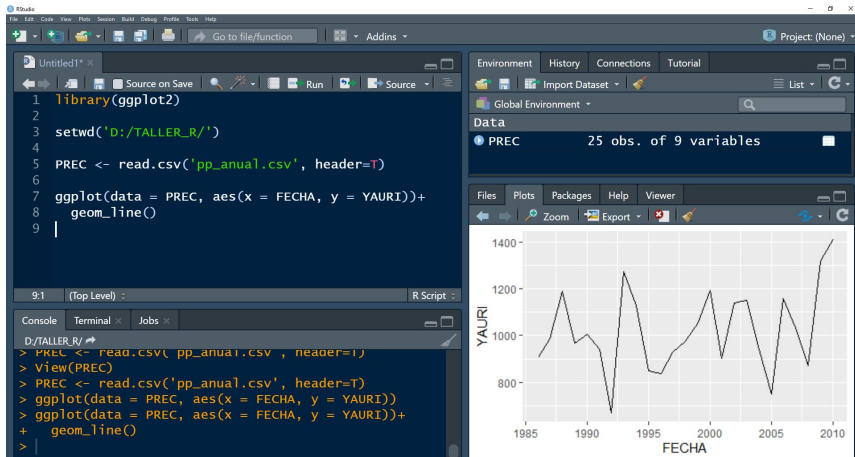 RStudio
File Edit Code View Plots Session Build Debug Profile Tools Help
Go to file/function Addins Project: (None)
Untitled1*
Source on Save Run Source
1 library(ggplot2)
2
3 setwd('D:/TALLER_R/')
4
5 PREC <- read.csv('pp_anual.csv', header=T)
6
7 ggplot(data = PREC, aes(x = FECHA, y = YAURI))+
8 geom_line()
9
9:1 (Top Level) R Script
Console Terminal Jobs
D:/TALLER_R/
> PREC <- read.csv('pp_anual.csv', header=T)
> View(PREC)
> PREC <- read.csv('pp_anual.csv', header=T)
> ggplot(data = PREC, aes(x = FECHA, y = YAURI))
> ggplot(data = PREC, aes(x = FECHA, y = YAURI))+
+ geom_line()
>
Environment History Connections Tutorial
Import Dataset List
Global Environment
Data
PREC 25 obs. of 9 variables
Files Plots Packages Help Viewer
Zoom Export
1400
1200
1000
800
YAURI
1985 1990 1995 2000 2005 2010
FECHA